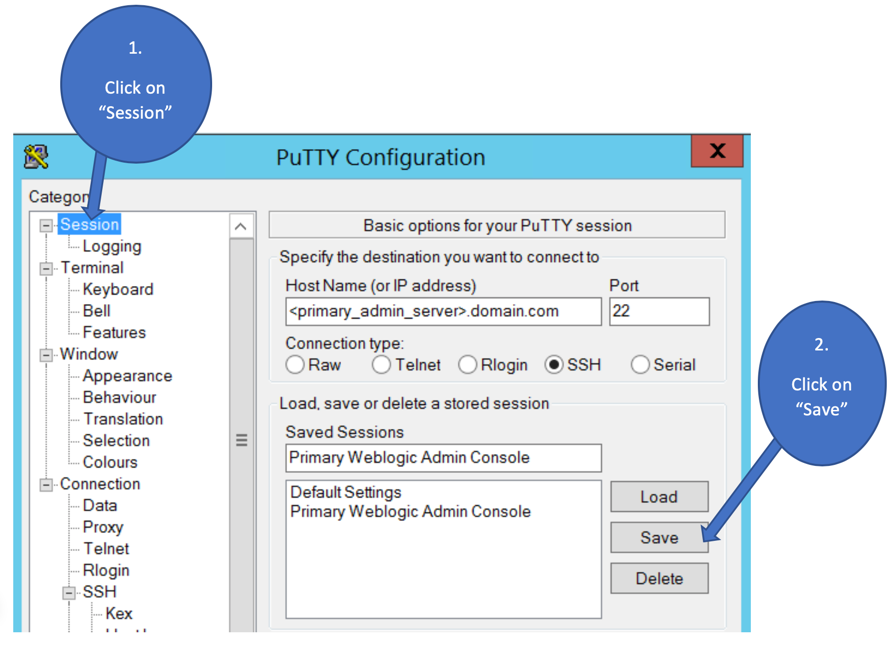 1.
Click on
“Session”
PuTTY Configuration
X
Category
Session
Logging
Terminal
Keyboard
Bell
Features
Window
Appearance
Behaviour
Translation
Selection
Colours
Connection
Data
Proxy
Telnet
Rlogin
SSH
Kex
Basic options for your PuTTY session
Specify the destination you want to connect to
Host Name (or IP address) Port
<primary_admin_server>.domain.com 22
Connection type:
Raw Telnet Rlogin SSH Serial
Load, save or delete a stored session
Saved Sessions
Primary Weblogic Admin Console
Default Settings
Primary Weblogic Admin Console
Load
Save
Delete
2.
Click on
“Save”